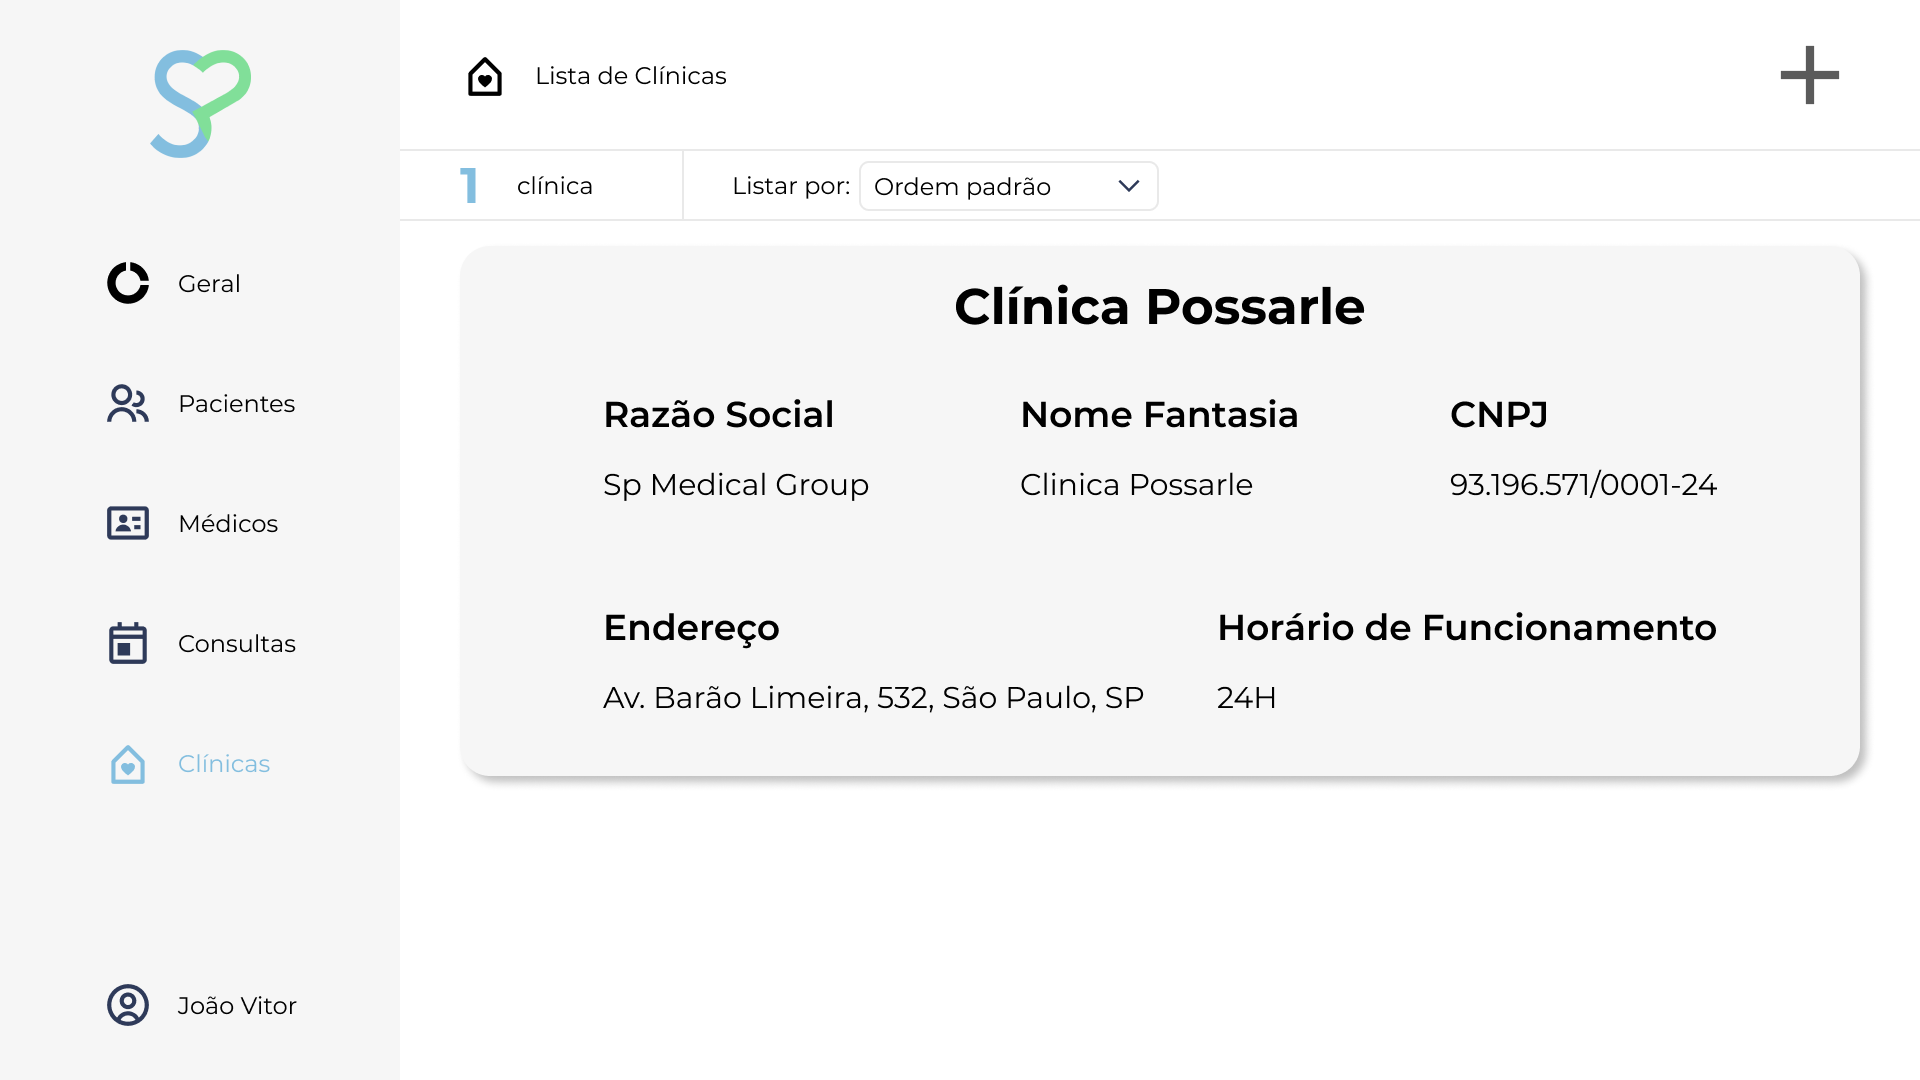 Geral
Pacientes
Médicos
Consultas
Clínicas
João Vitor
Lista de Clínicas
1 clínica
Listar por: Ordem padrão
Clínica Possarle
Razão Social
Sp Medical Group
Nome Fantasia
Clinica Possarle
CNPJ
93.196.571/0001-24
Endereço
Av. Barão Limeira, 532, São Paulo, SP
Horário de Funcionamento
24H